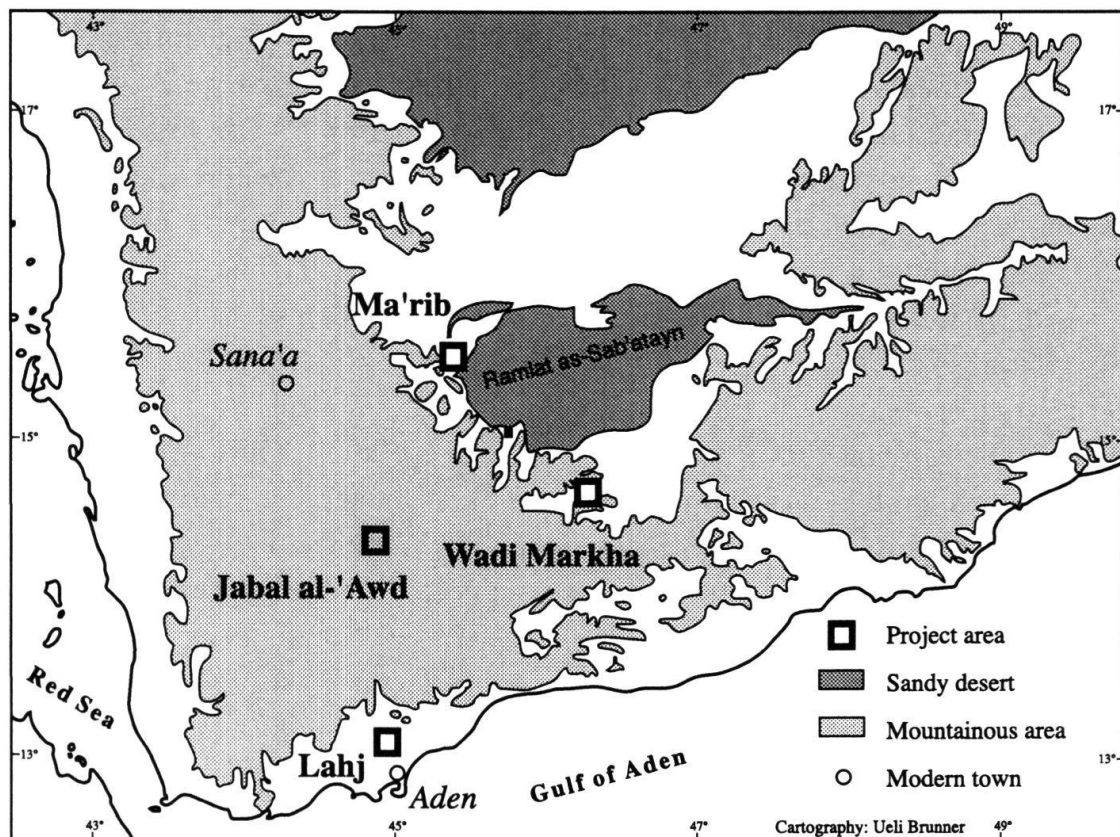 43°
45°
47°
49°
17°
17°
Ma'rib
Sana'a
Ramlat as-Sab'atayn
15°
15°
Wadi Markha
Jabal al-'Awd
Project area
Sandy desert
Red Sea
Mountainous area
13°
13°
Lahj
Gulf of Aden
Modern town
Aden
43°
45°
47°
49°
Cartography: Ueli Brunner